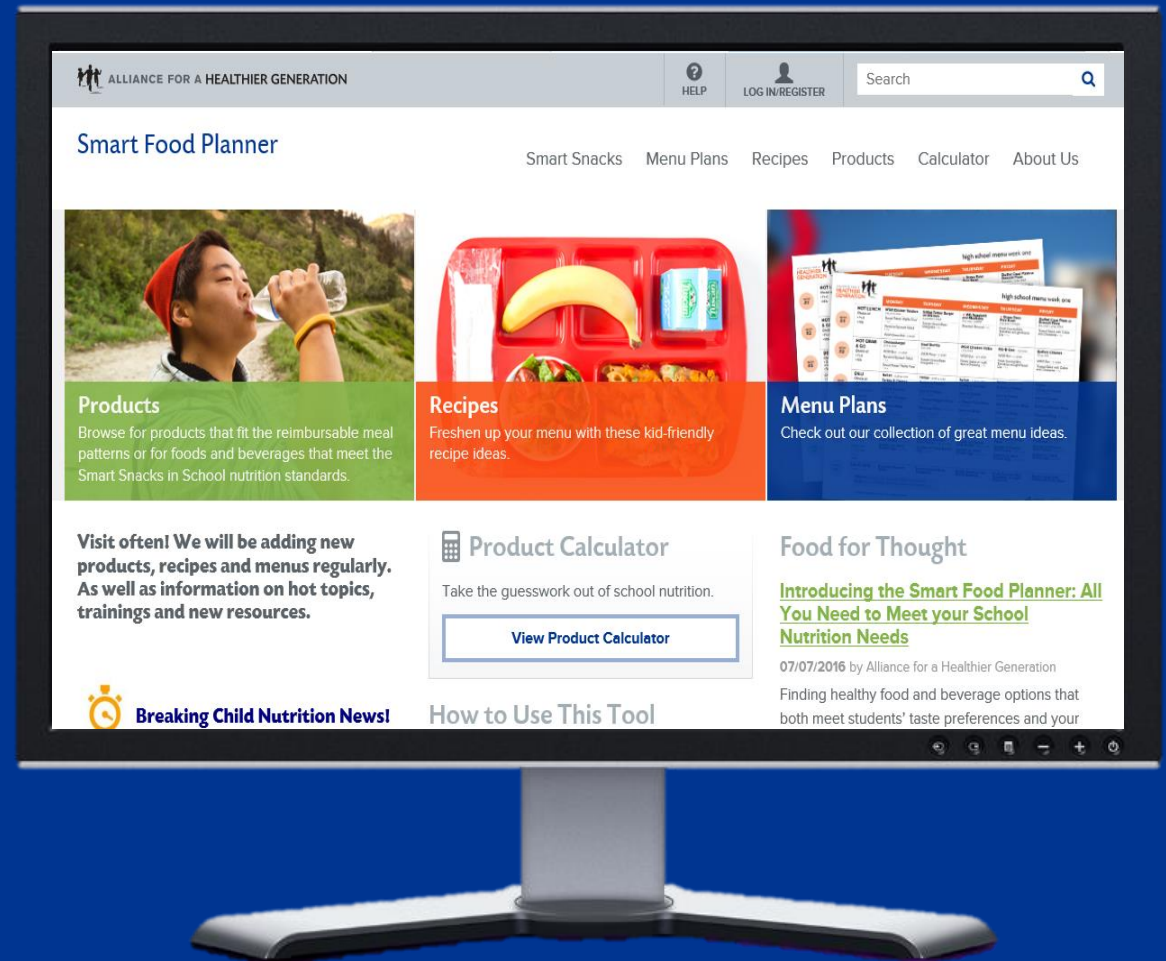 ALLIANCE FOR A HEALTHIER GENERATION
HELP
LOG IN/REGISTER
Search
Smart Food Planner
Smart Snacks Menu Plans Recipes Products Calculator About Us
high school menu week one
high school menu week one
Products
Browse for products that fit the reimbursable meal
patterns or for foods and beverages that meet the
Smart Snacks in School nutrition standards.
Recipes
Freshen up your menu with these kid-friendly
recipe ideas.
Menu Plans
Check out our collection of great menu ideas.
Visit often! We will be adding new
products, recipes and menus regularly.
As well as information on hot topics,
trainings and new resources.
Breaking Child Nutrition News!
Product Calculator
Take the guesswork out of school nutrition.
View Product Calculator
How to Use This Tool
Food for Thought
Introducing the Smart Food Planner: All
You Need to Meet your School
Nutrition Needs
07/07/2016 by Alliance for a Healthier Generation
Finding healthy food and beverage options that
both meet students' taste preferences and your